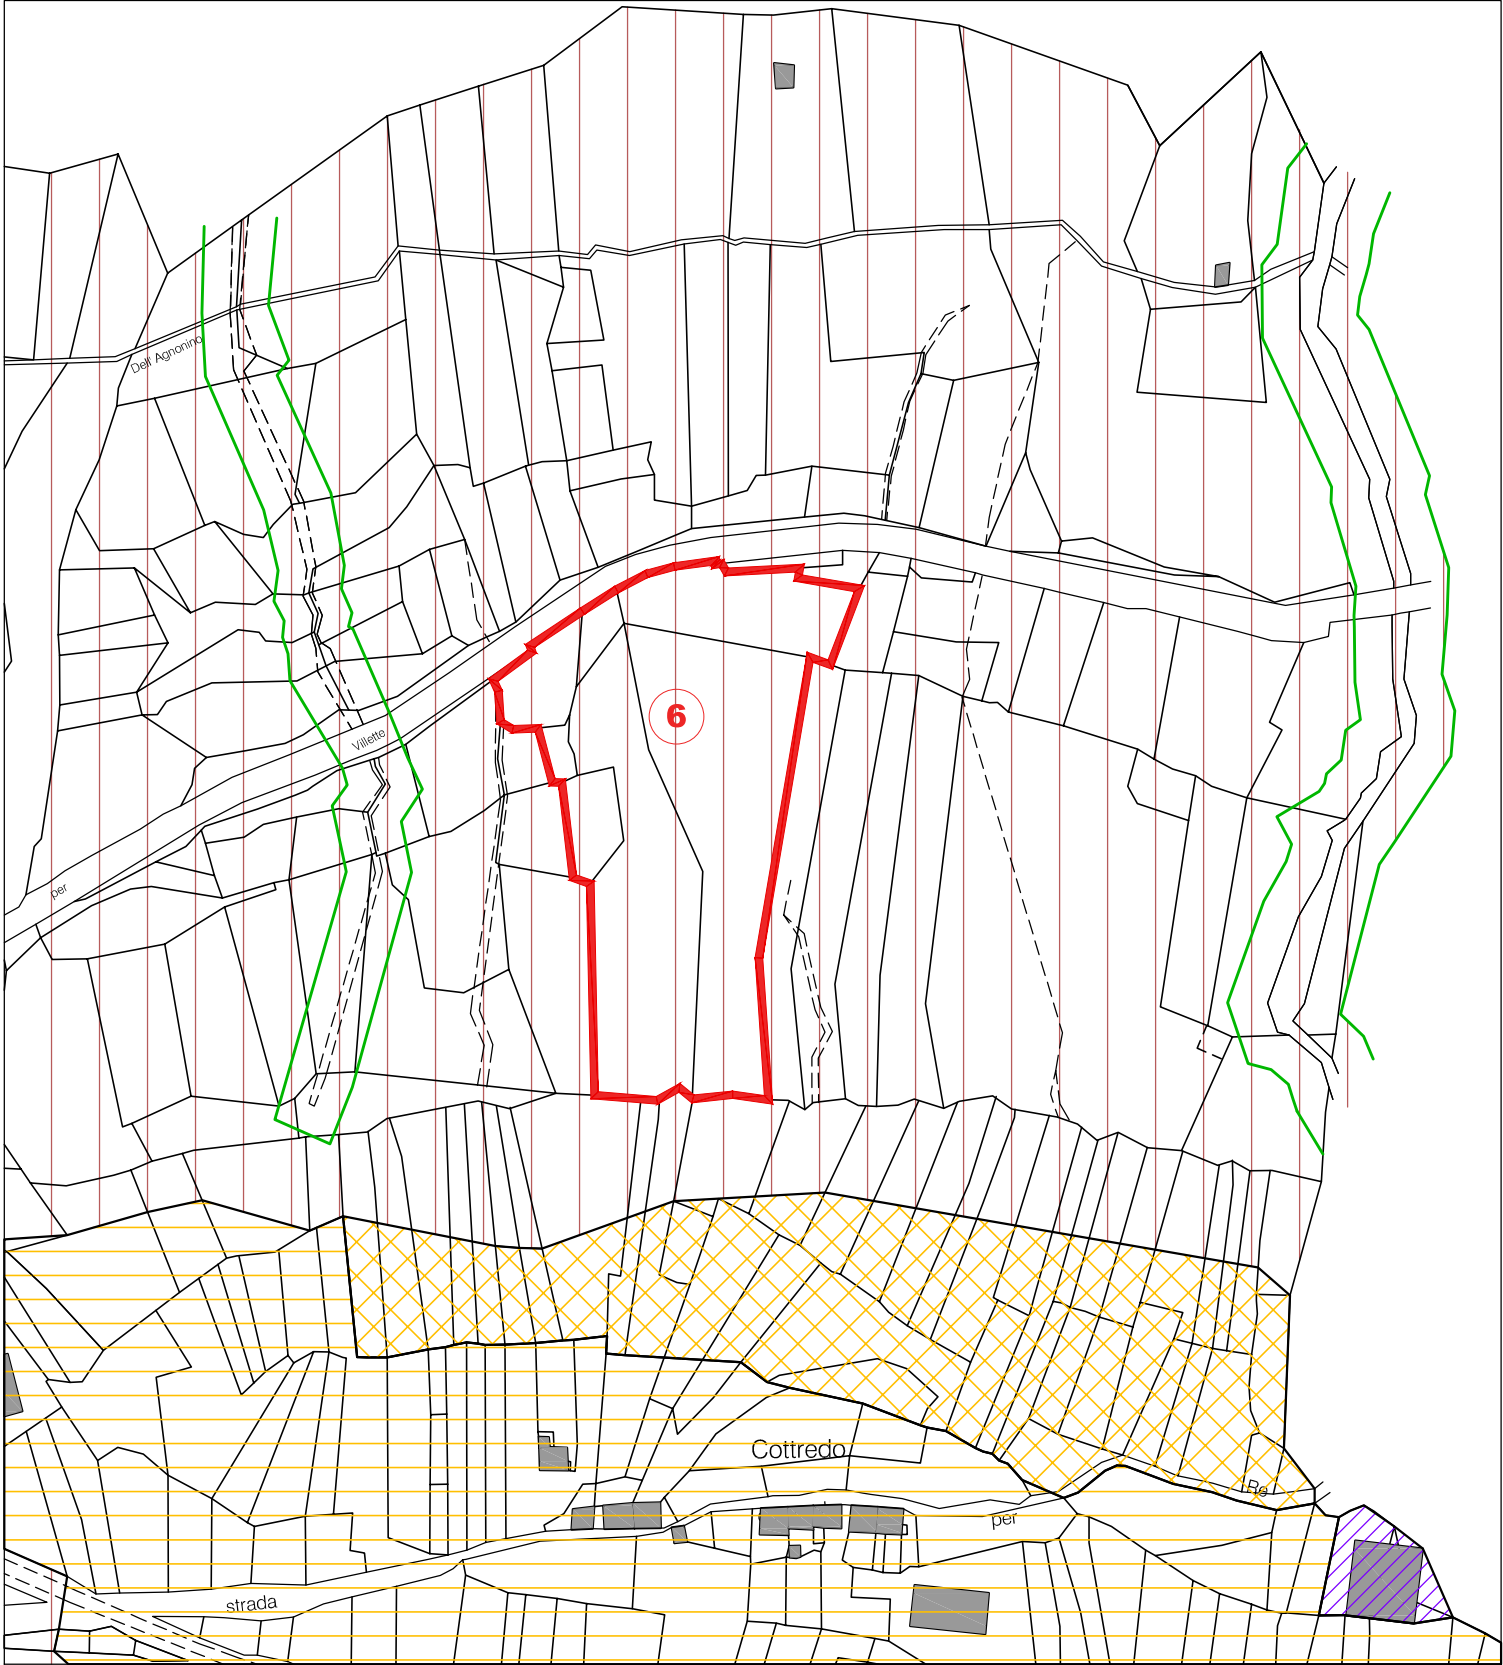 Dell' Agnonino
6
Villette
per
Cottredo
Re
per
strada